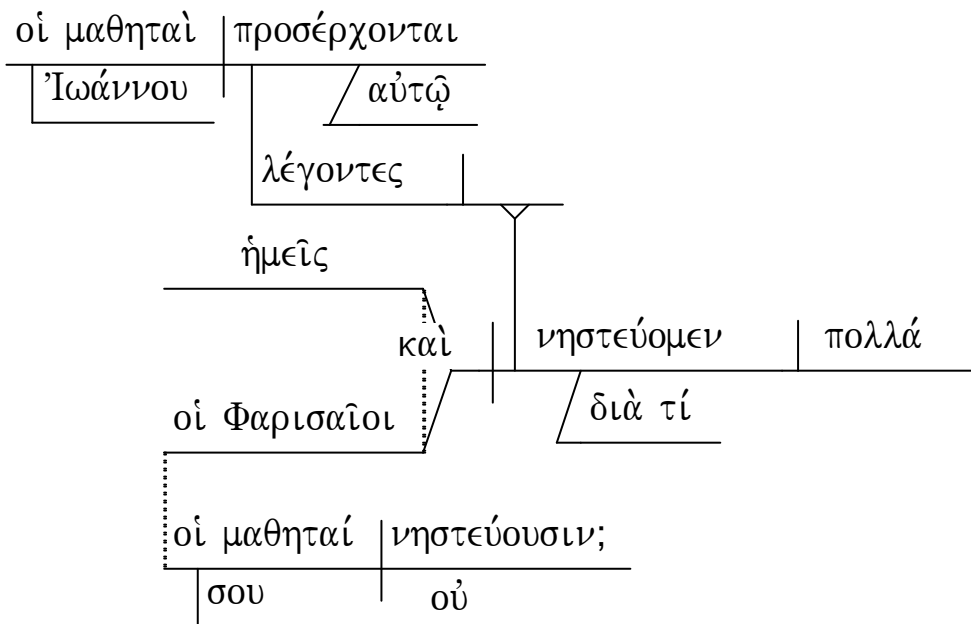 οἱ μαθηταὶ προσέρχονται
Ἰωάννου αὐτῷ
λέγοντες
ἡμεῖς
καὶ νηστεύομεν πολλά
οἱ Φαρισαῖοι διὰ τί
οἱ μαθηταί νηστεύουσιν;
σου οὐ